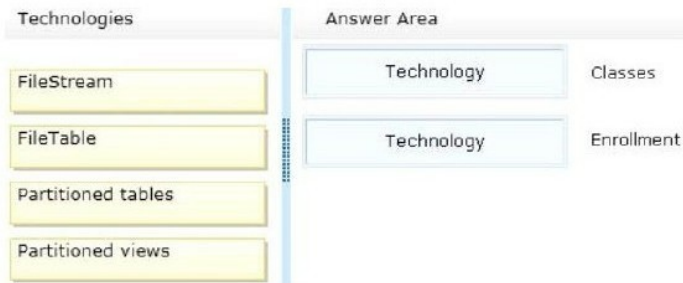 Technologies
Answer Area
FileStream
FileTable
Partitioned tables
Partitioned views
Technology Classes
Technology Enrollment